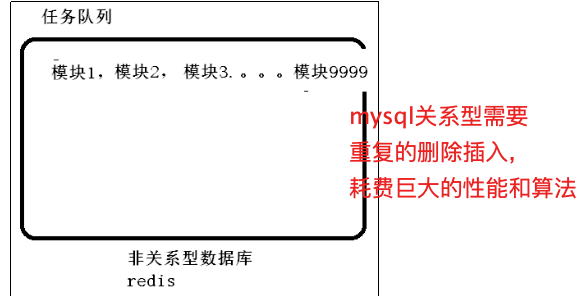 任务队列
模块1，模块2， 模块3.。。。模块9999
mysql关系型需要
重复的删除插入，
耗费巨大的性能和算法
非关系型数据库
redis